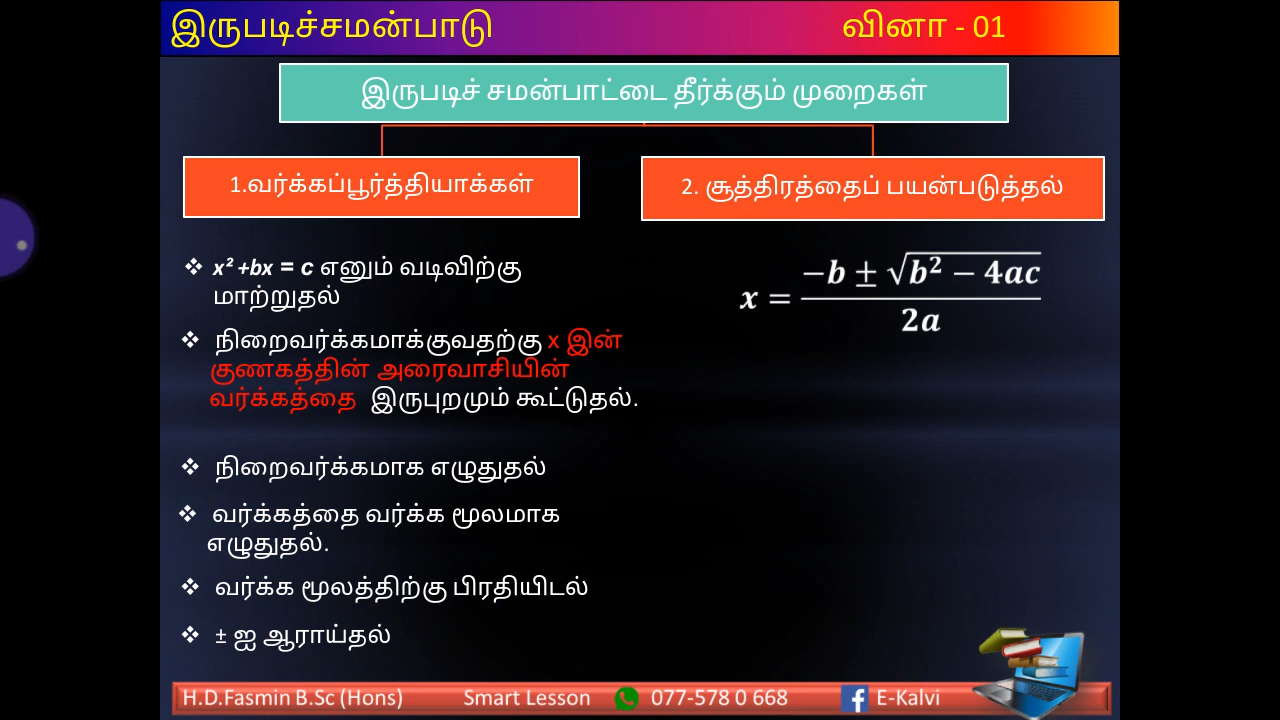 இருபடிச்சமன்பாடு வினா - 01
இருபடிச் சமன்பாட்டை தீர்க்கும் முறைகள்
1.வர்க்கப்பூர்த்தியாக்கள்
2. சூத்திரத்தைப் பயன்படுத்தல்
❖ x² +bx = c எனும் வடிவிற்கு
மாற்றுதல்
❖ நிறைவர்க்கமாக்குவதற்கு x இன்
குணகத்தின் அரைவாசியின்
வர்க்கத்தை இருபுறமும் கூட்டுதல்.
❖ நிறைவர்க்கமாக எழுதுதல்
❖ வர்க்கத்தை வர்க்க மூலமாக
எழுதுதல்.
❖ வர்க்க மூலத்திற்கு பிரதியிடல்
❖ ± ஐ ஆராய்தல்
x = (−b ± √(b² − 4ac)) / 2a
H.D.Fasmin B.Sc (Hons) Smart Lesson 077-578 0 668 E-Kalvi